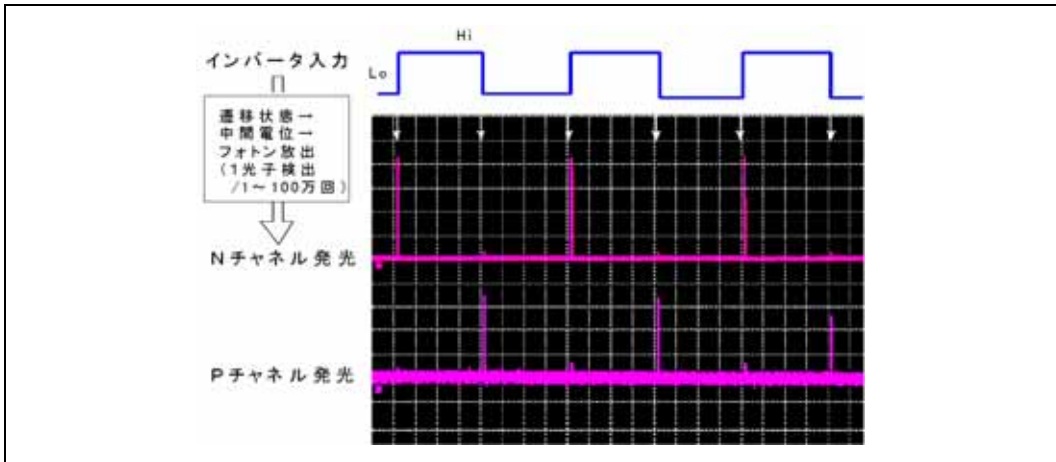 Hi
インバータ入力
Lo
遷移状態→
中間電位→
フォトン放出
(1光子検出
/1～100万回)
Nチャネル発光
Pチャネル発光